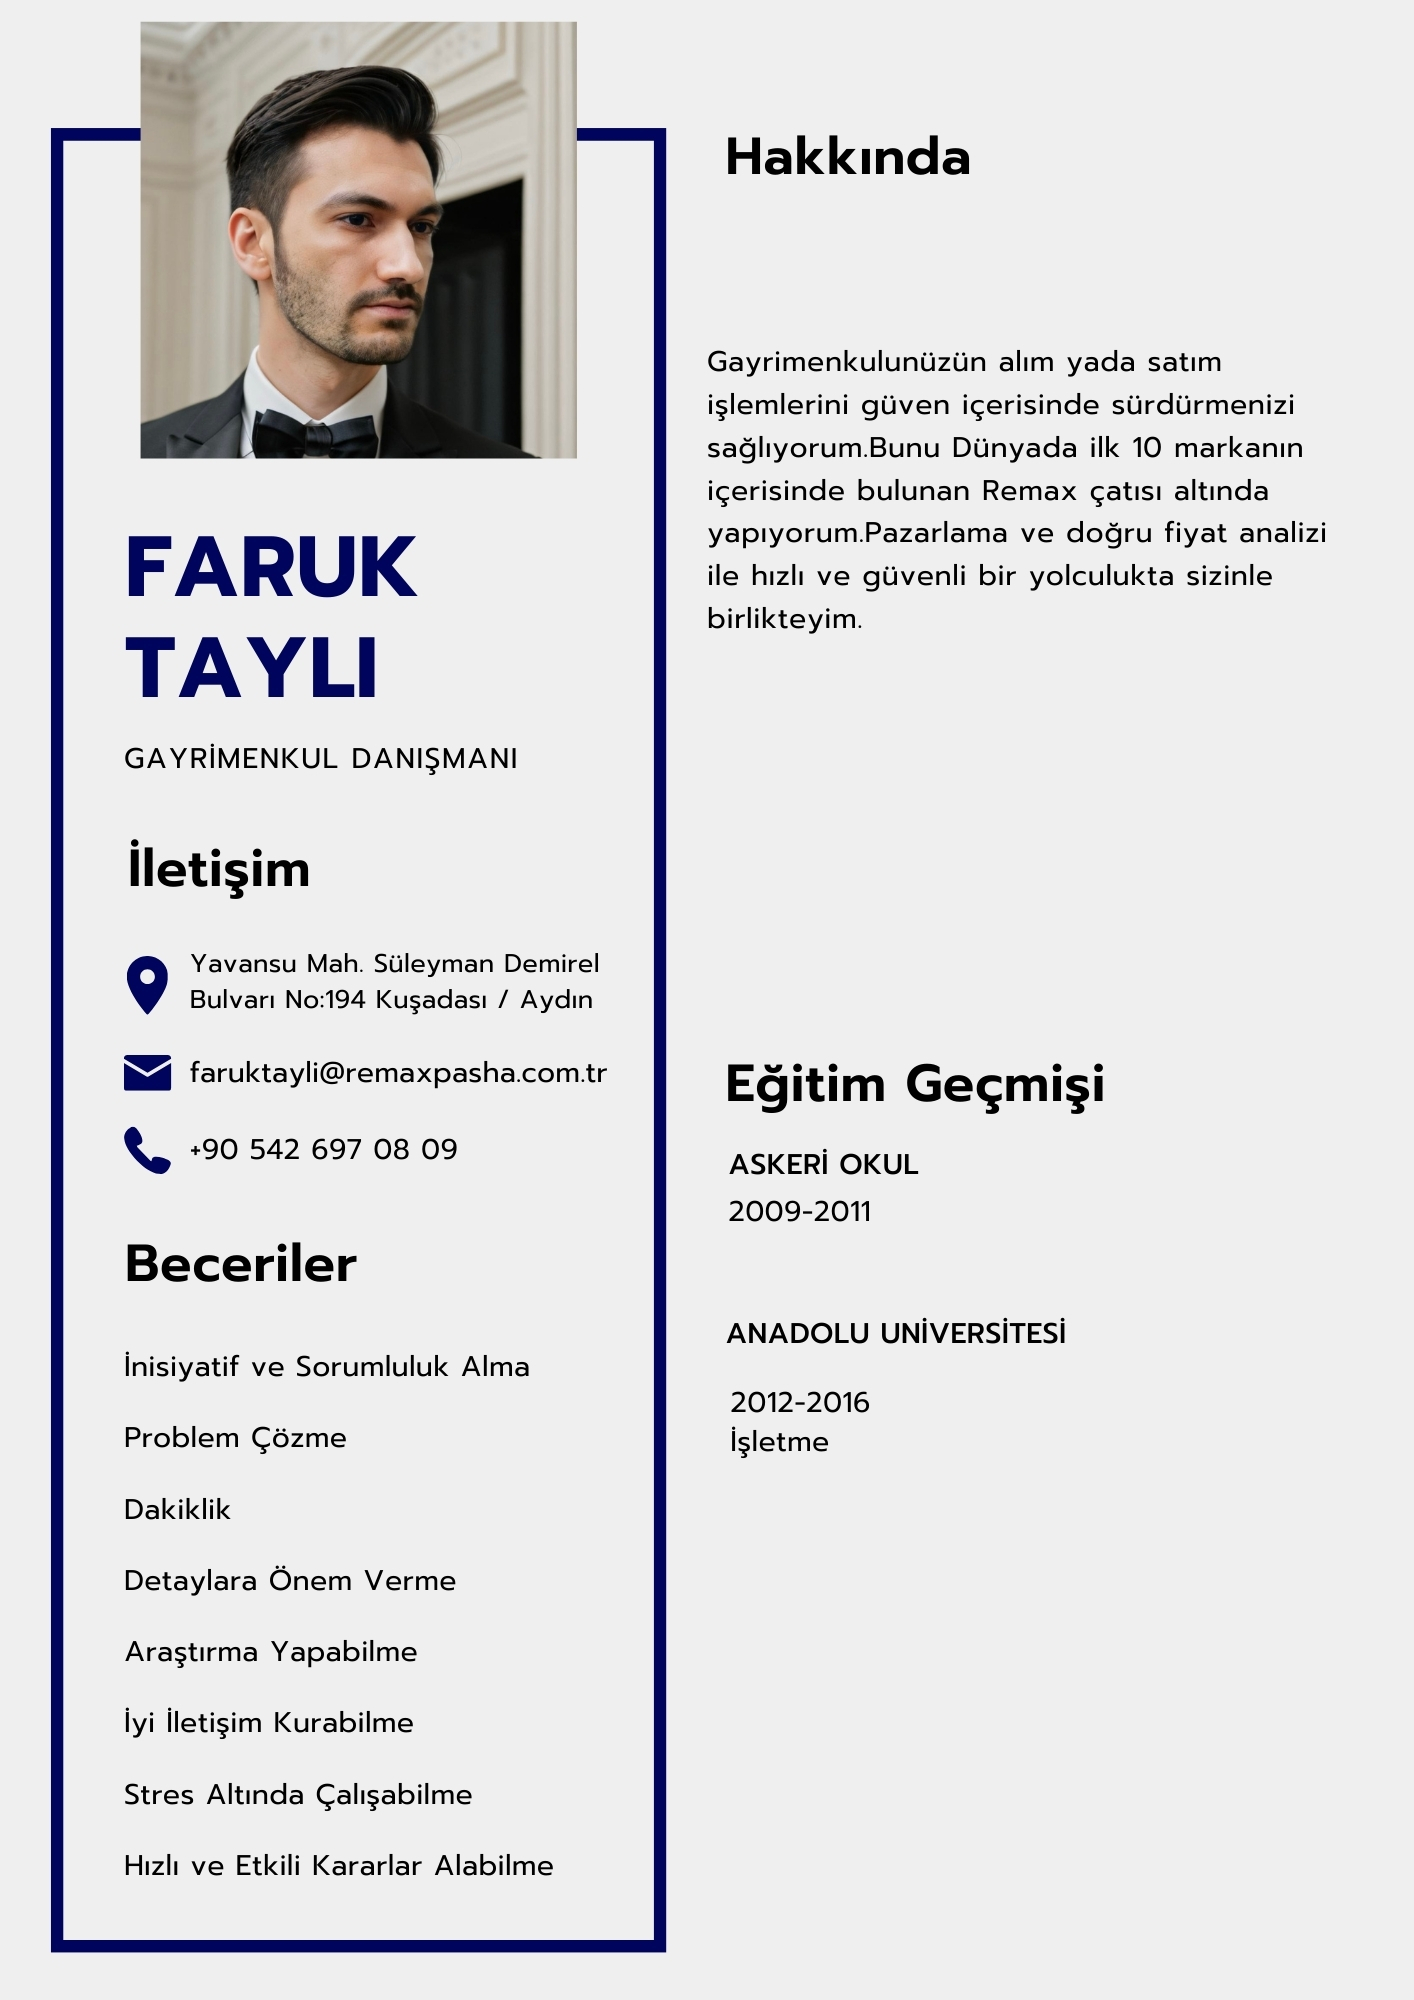 FARUK
TAYLI
GAYRİMENKUL DANIŞMANI
İletişim
Yavansu Mah. Süleyman Demirel
Bulvarı No:194 Kuşadası / Aydın
faruktayli@remaxpasha.com.tr
+90 542 697 08 09
Beceriler
İnisiyatif ve Sorumluluk Alma
Problem Çözme
Dakiklik
Detaylara Önem Verme
Araştırma Yapabilme
İyi İletişim Kurabilme
Stres Altında Çalışabilme
Hızlı ve Etkili Kararlar Alabilme
Hakkında
Gayrimenkulunüzün alım yada satım
işlemlerini güven içerisinde sürdürmenizi
sağlıyorum.Bunu Dünyada ilk 10 markanın
içerisinde bulunan Remax çatısı altında
yapıyorum.Pazarlama ve doğru fiyat analizi
ile hızlı ve güvenli bir yolculukta sizinle
birlikteyim.
Eğitim Geçmişi
ASKERİ OKUL
2009-2011
ANADOLU UNİVERSİTESİ
2012-2016
İşletme